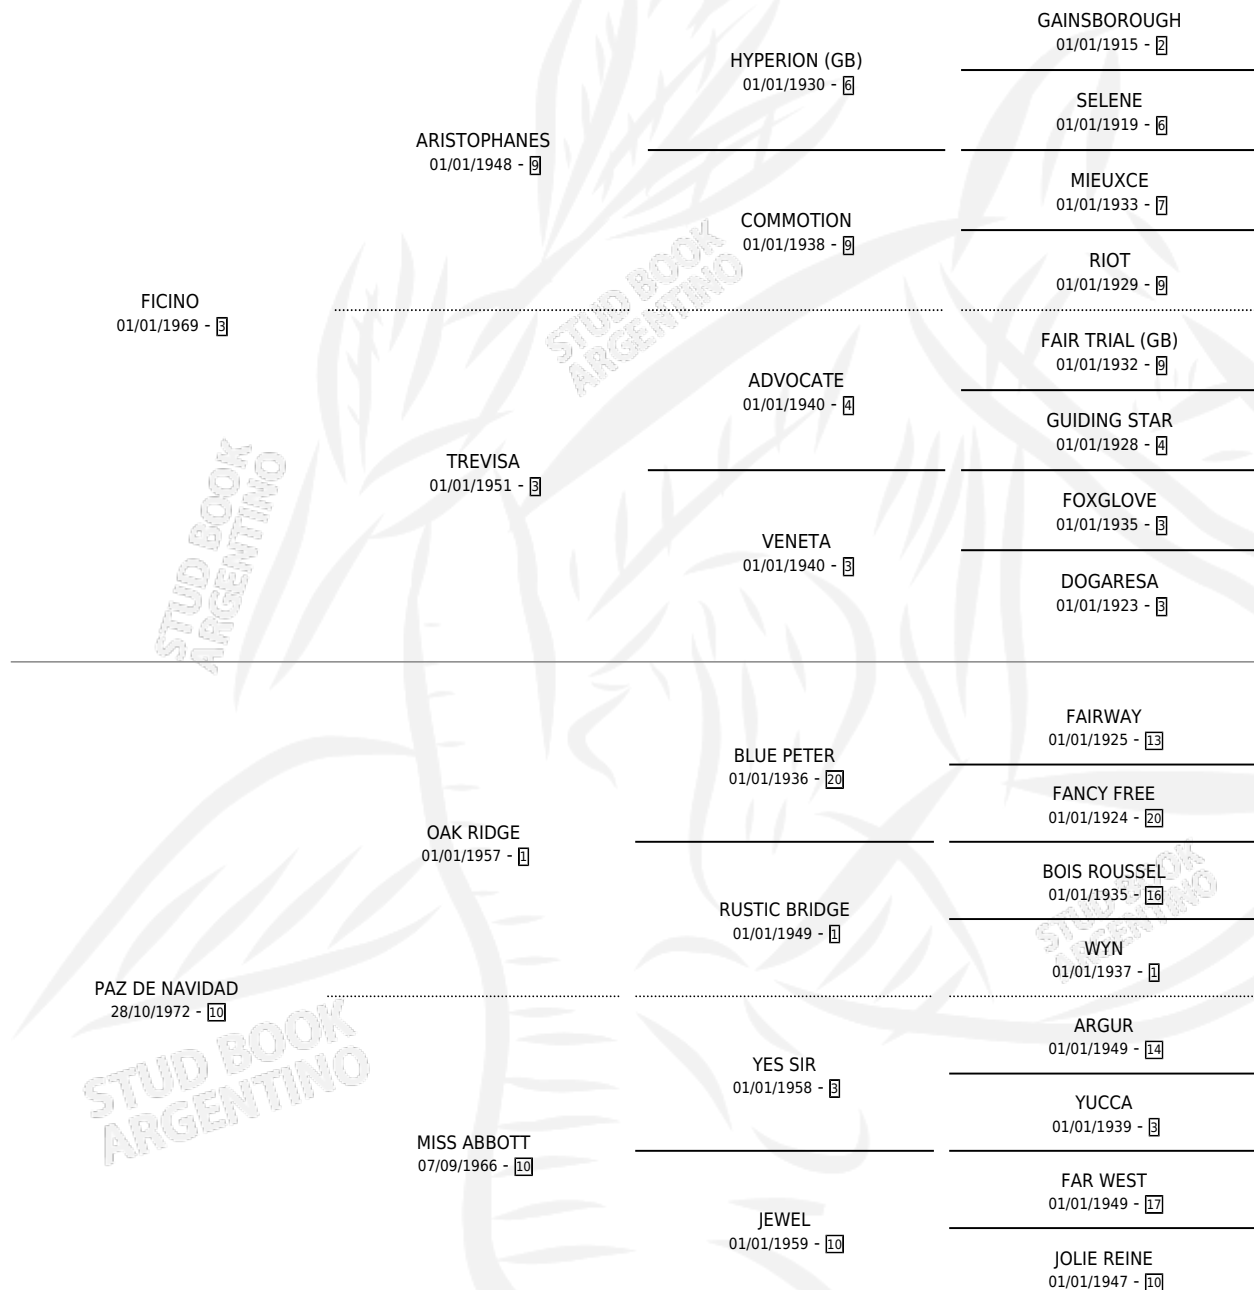 GAINSBOROUGH
01/01/1915 - 2
HYPERION (GB)
01/01/1930 - 6
SELENE
01/01/1919 - 6
ARISTOPHANES
01/01/1948 - 9
MIEUXCE
01/01/1933 - 7
COMMOTION
01/01/1938 - 9
RIOT
01/01/1929 - 9
FICINO
01/01/1969 - 3
FAIR TRIAL (GB)
01/01/1932 - 9
ADVOCATE
01/01/1940 - 4
GUIDING STAR
01/01/1928 - 4
TREVISA
01/01/1951 - 3
FOXGLOVE
01/01/1935 - 3
VENETA
01/01/1940 - 3
DOGARESA
01/01/1923 - 3
STUD BOOK
ARGENTINO
STUD BOOK
ARGENTINO
FAIRWAY
01/01/1925 - 13
BLUE PETER
01/01/1936 - 20
FANCY FREE
01/01/1924 - 20
OAK RIDGE
01/01/1957 - 1
BOIS ROUSSEL
01/01/1935 - 16
RUSTIC BRIDGE
01/01/1949 - 1
WYN
01/01/1937 - 1
PAZ DE NAVIDAD
28/10/1972 - 10
ARGUR
01/01/1949 - 14
YES SIR
01/01/1958 - 3
YUCCA
01/01/1939 - 3
MISS ABBOTT
07/09/1966 - 10
FAR WEST
01/01/1949 - 17
JEWEL
01/01/1959 - 10
JOLIE REINE
01/01/1947 - 10
STUD BOOK
ARGENTINO
STUD BOOK
ARGENTINO